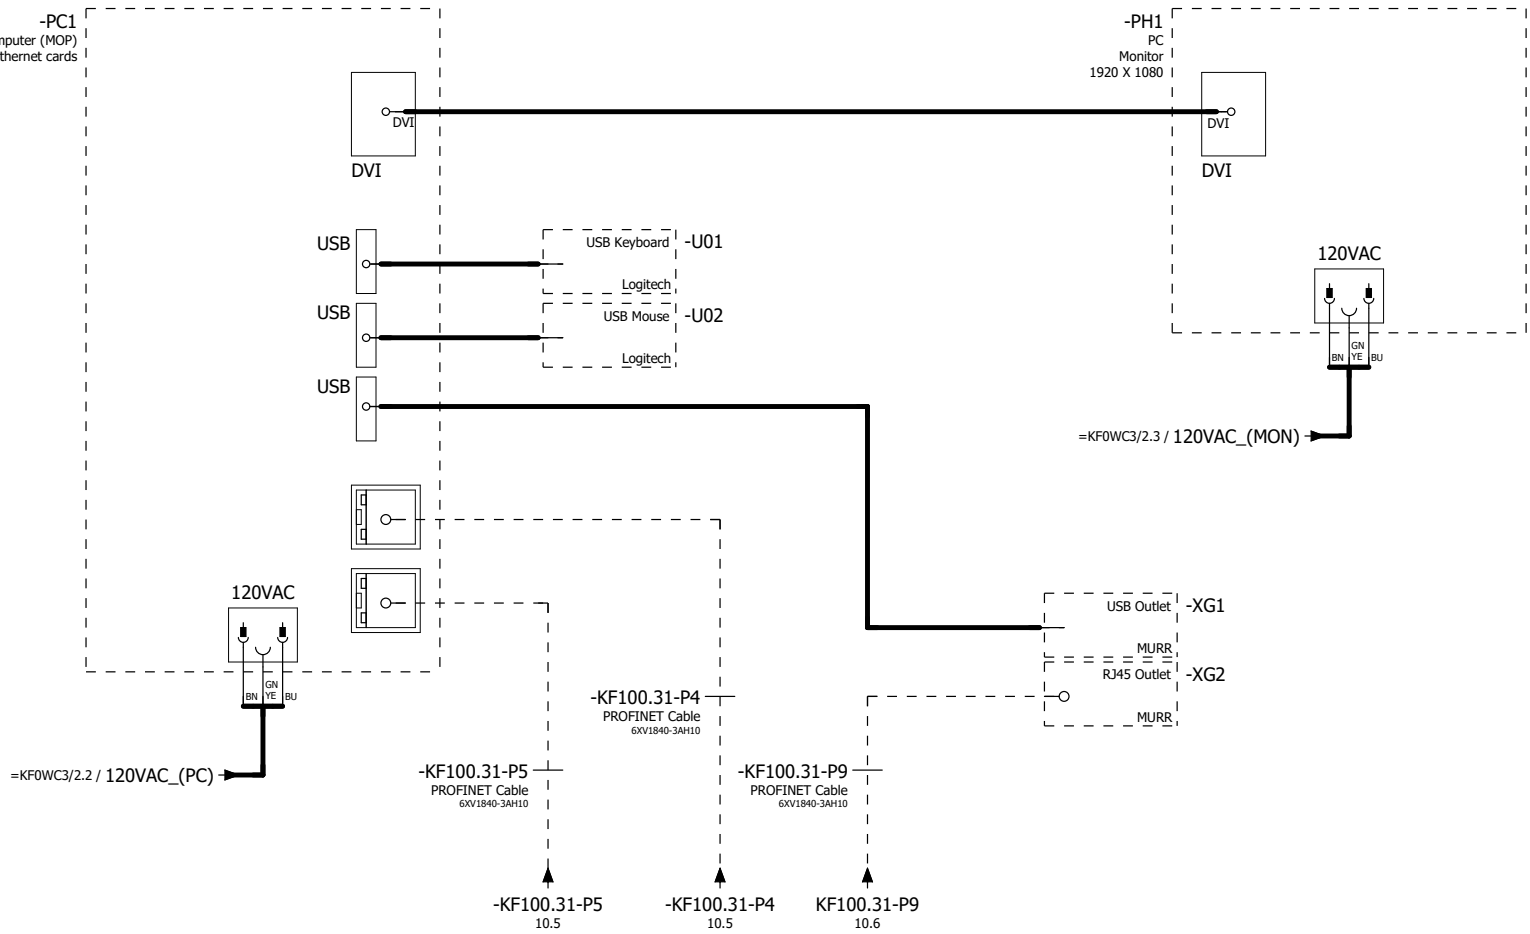 -PC1
(MOP)
cards
-PH1
PC
Monitor
1920 X 1080
DVI
DVI
DVI
DVI
USB
USB Keyboard
-U01
Logitech
USB
USB Mouse
-U02
Logitech
USB
120VAC
BN
GN
YE
BU
=KF0WC3/2.3 / 120VAC_(MON)
120VAC
BN
GN
YE
BU
=KF0WC3/2.2 / 120VAC_(PC)
USB Outlet
-XG1
MURR
RJ45 Outlet
-XG2
MURR
-KF100.31-P4
PROFINET Cable
6XV1840-3AH10
-KF100.31-P5
PROFINET Cable
6XV1840-3AH10
-KF100.31-P9
PROFINET Cable
6XV1840-3AH10
-KF100.31-P5
10.5
-KF100.31-P4
10.5
KF100.31-P9
10.6